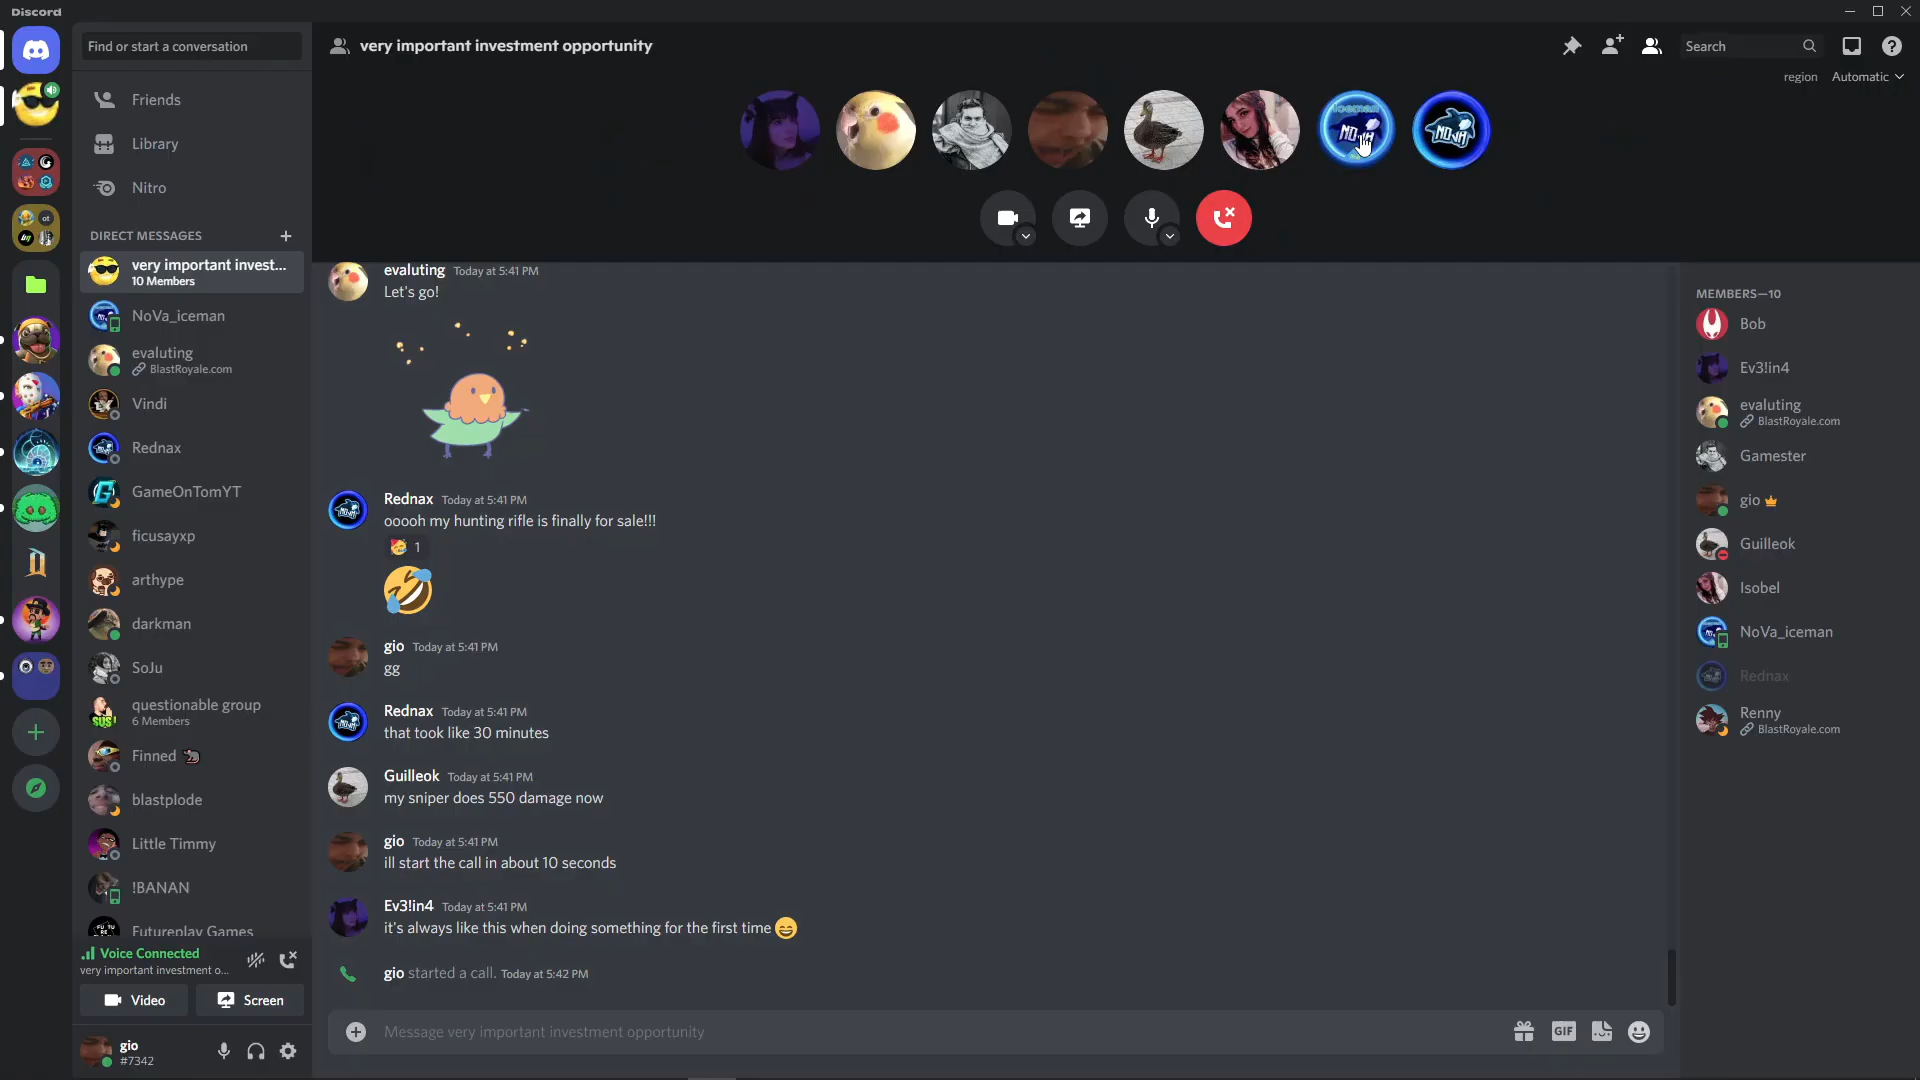 Discord
Find or start a conversation
very important investment opportunity
Search
region Automatic
Friends
Library
Nitro
DIRECT MESSAGES
very important invest...
10 Members
NoVa_iceman
evaluting
BlastRoyale.com
Vindi
Rednax
GameOnTomYT
ficusayxp
arthype
darkman
SoJu
questionable group
6 Members
SUS!
Finned
blastplode
Little Timmy
!BANAN
Futureplay Games
Voice Connected
very important investment o...
Video
Screen
gio
#7342
Iceman
NOVA
NOVA
evaluting Today at 5:41 PM
Let's go!
Rednax Today at 5:41 PM
ooooh my hunting rifle is finally for sale!!!
1
gio Today at 5:41 PM
gg
Rednax Today at 5:41 PM
that took like 30 minutes
Guilleok Today at 5:41 PM
my sniper does 550 damage now
gio Today at 5:41 PM
ill start the call in about 10 seconds
Ev3!in4 Today at 5:41 PM
it's always like this when doing something for the first time
gio started a call. Today at 5:42 PM
Message very important investment opportunity
GIF
MEMBERS—10
Bob
Ev3!in4
evaluting
BlastRoyale.com
Gamester
gio
Guilleok
Isobel
NoVa_iceman
Rednax
Renny
BlastRoyale.com